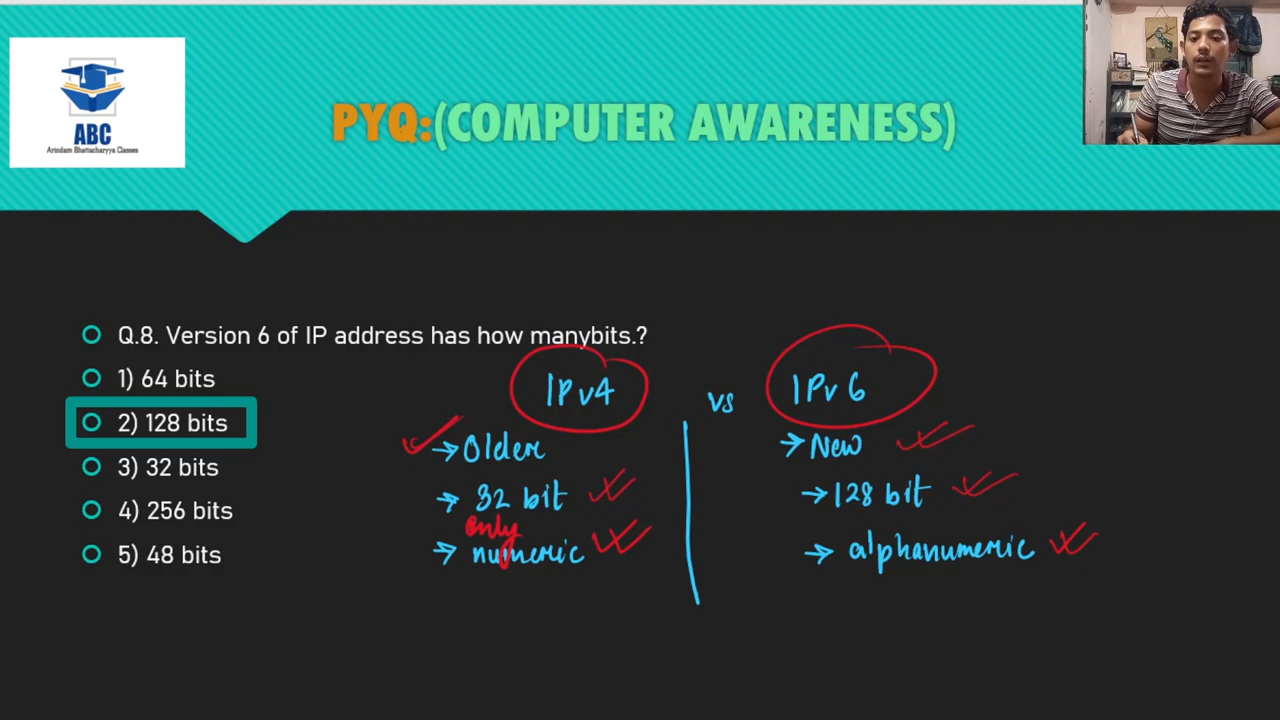 ABC
Arindam Bhattacharyya Classes
PYQ:(COMPUTER AWARENESS)
Q.8. Version 6 of IP address has how manybits.?
1) 64 bits
2) 128 bits
3) 32 bits
4) 256 bits
5) 48 bits
IPv4 vs IPv6
→Older
→ 32 bit
only
→ numeric
→New
→128 bit
→ alphanumeric